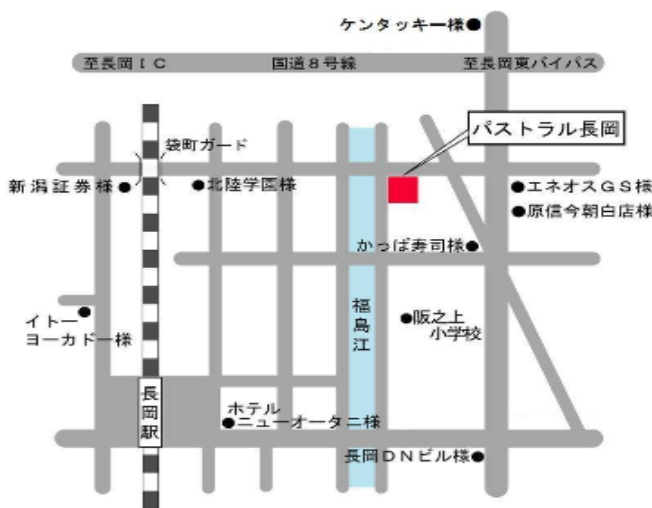 ケンタッキー様
至長岡IC
国道8号線
至長岡東バイパス
パストラル長岡
袋町ガード
新潟証券様
北陸学園様
エネオスGS様
原信今朝白店様
かっぱ寿司様
福島江
阪之上
小学校
イトー
ヨーカドー様
長岡駅
ホテル
ニューオータニ様
長岡DNビル様